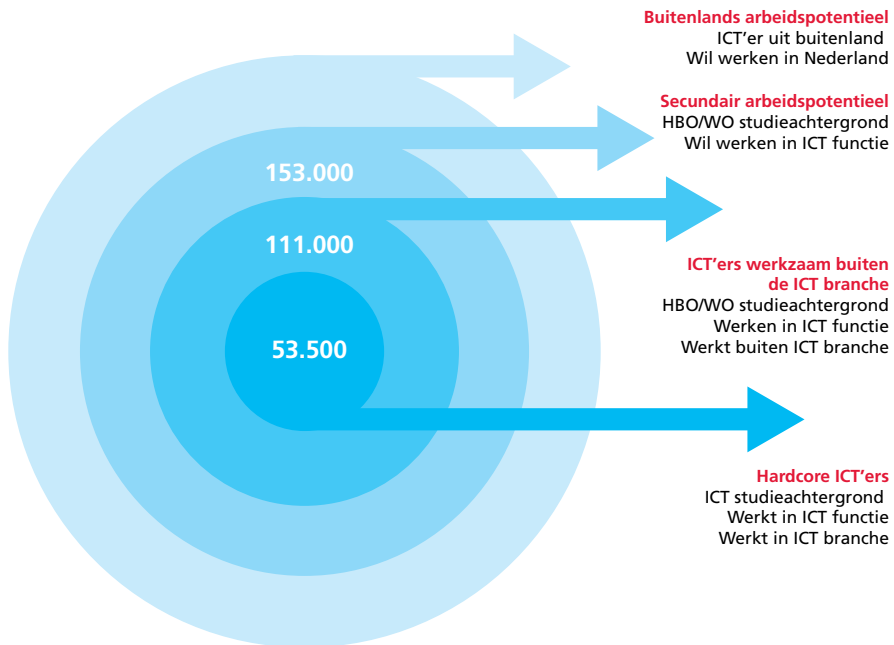 Buitenlands arbeidspotentieel
ICT'er uit buitenland
Wil werken in Nederland
Secundair arbeidspotentieel
HBO/WO studieachtergrond
Wil werken in ICT functie
153.000
111.000
ICT'ers werkzaam buiten
de ICT branche
HBO/WO studieachtergrond
Werken in ICT functie
Werkt buiten ICT branche
53.500
Hardcore ICT'ers
ICT studieachtergrond
Werkt in ICT functie
Werkt in ICT branche